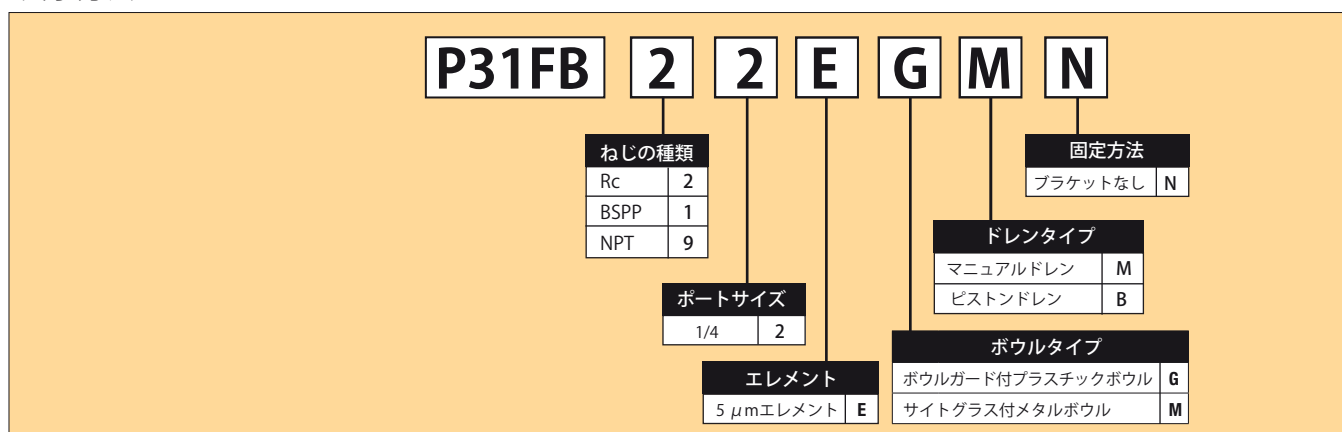 P31FB 2 2 E G M N
ねじの種類
Rc 2
BSPP 1
NPT 9
ポートサイズ
1/4 2
エレメント
5 μmエレメント E
固定方法
ブラケットなし N
ドレンタイプ
マニュアルドレン M
ピストンドレン B
ボウルタイプ
ボウルガード付プラスチックボウル G
サイトグラス付メタルボウル M